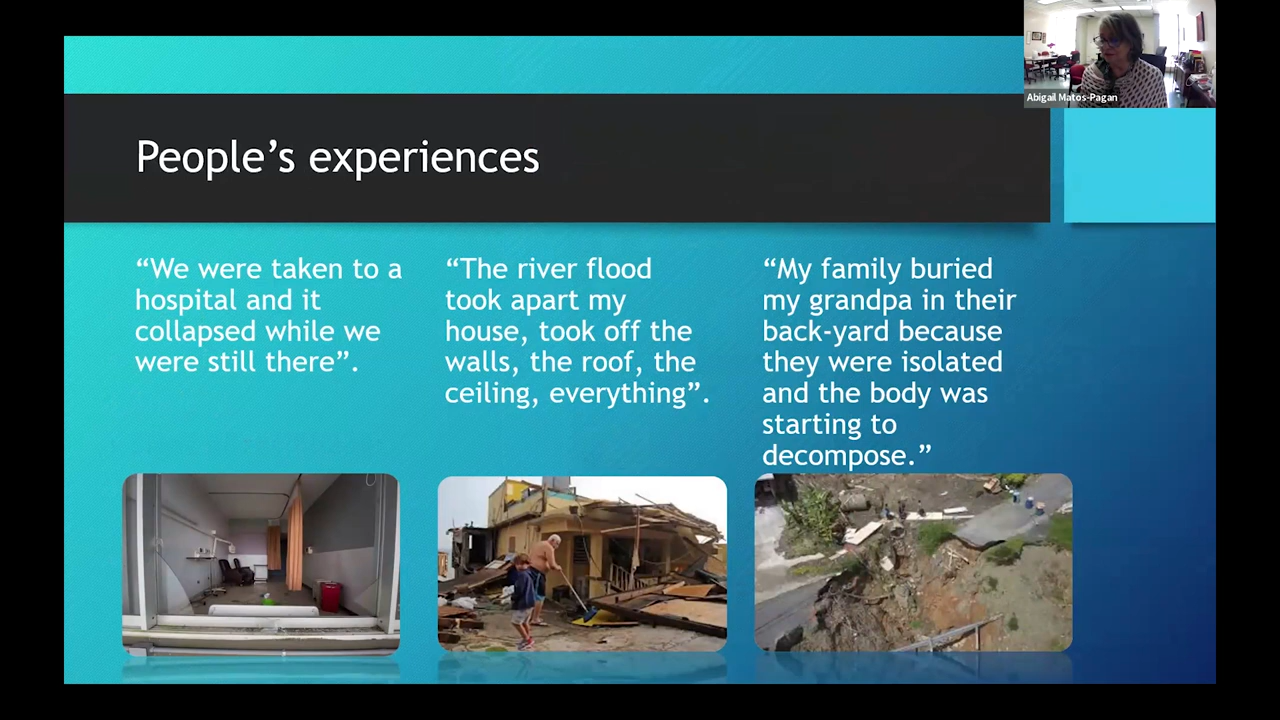 Abigail Matos-Pagan
People’s experiences
“We were taken to a
hospital and it
collapsed while we
were still there”.
“The river flood
took apart my
house, took off the
walls, the roof, the
ceiling, everything”.
“My family buried
my grandpa in their
back-yard because
they were isolated
and the body was
starting to
decompose.”